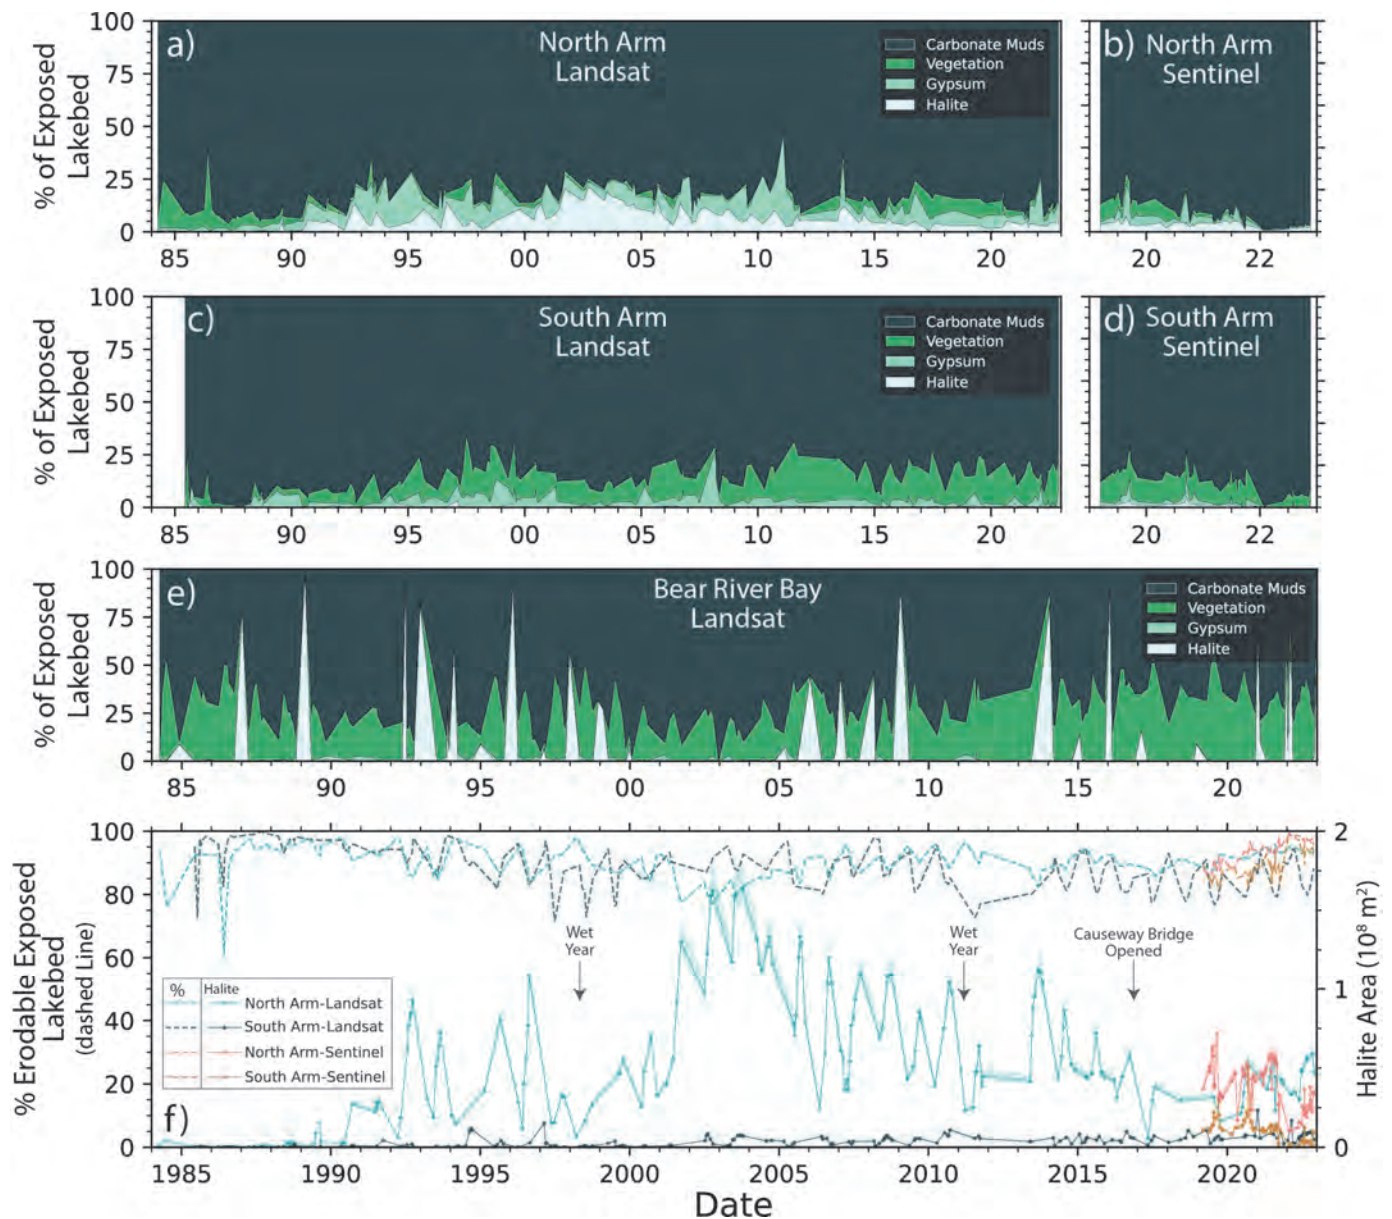 a)
North Arm
Landsat
Carbonate Muds
Vegetation
Gypsum
Halite
% of Exposed
Lakebed
100
75
50
25
0
85 90 95 00 05 10 15 20
b)
North Arm
Sentinel
20 22
c)
South Arm
Landsat
Carbonate Muds
Vegetation
Gypsum
Halite
% of Exposed
Lakebed
100
75
50
25
0
85 90 95 00 05 10 15 20
d)
South Arm
Sentinel
20 22
e)
Bear River Bay
Landsat
Carbonate Muds
Vegetation
Gypsum
Halite
% of Exposed
Lakebed
100
75
50
25
0
85 90 95 00 05 10 15 20
f)
% Erodable Exposed
Lakebed
(dashed Line)
100
80
60
40
20
0
Wet
Year
Wet
Year
Causeway Bridge
Opened
% Halite
North Arm-Landsat
South Arm-Landsat
North Arm-Sentinel
South Arm-Sentinel
2
1
0
Halite Area (10⁸ m²)
1985 1990 1995 2000 2005 2010 2015 2020
Date